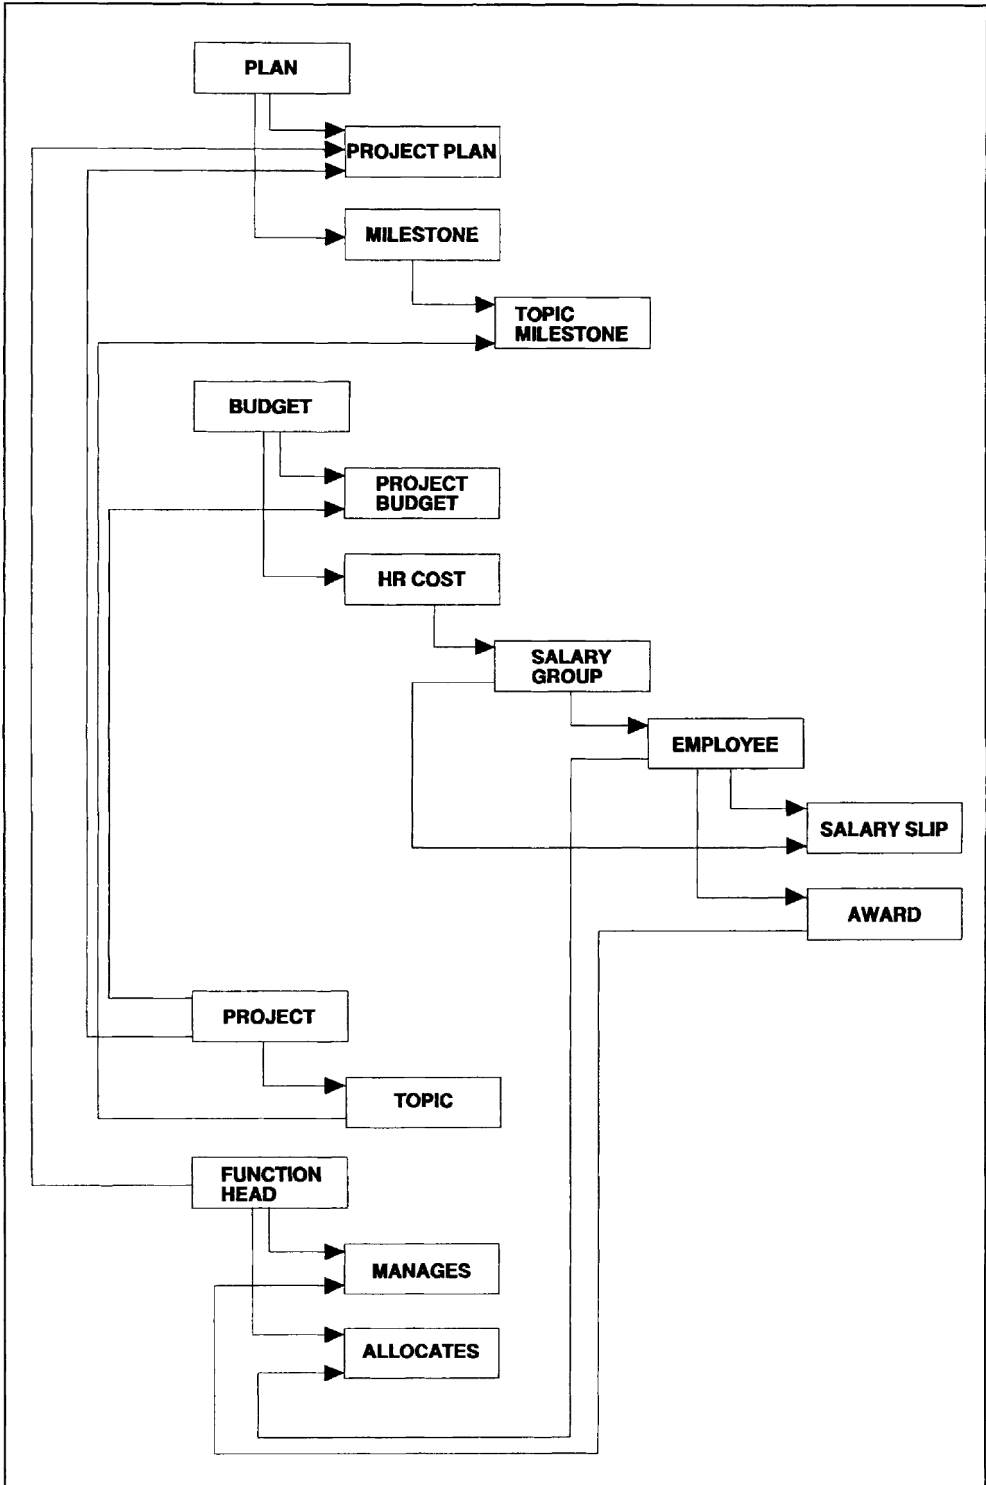 PLAN
PROJECT PLAN
MILESTONE
TOPIC
MILESTONE
BUDGET
PROJECT
BUDGET
HR COST
SALARY
GROUP
EMPLOYEE
SALARY SLIP
AWARD
PROJECT
TOPIC
FUNCTION
HEAD
MANAGES
ALLOCATES